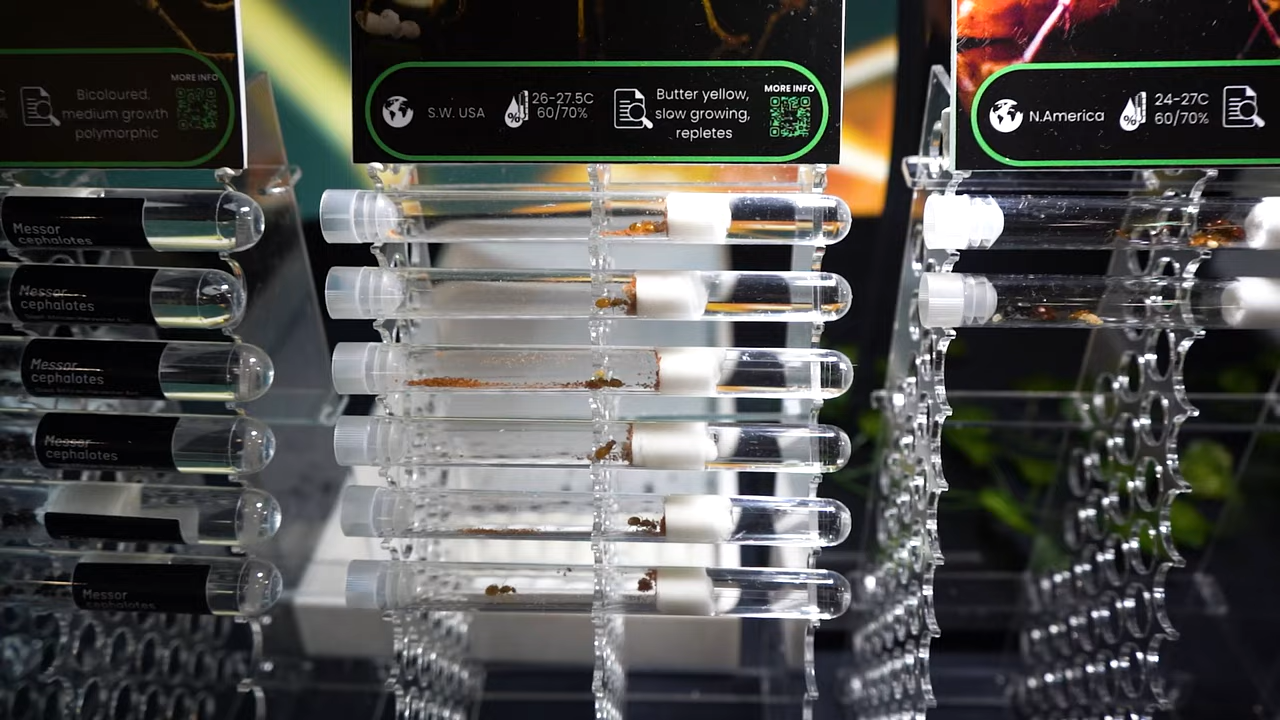 MORE INFO
Bicoloured,
medium growth
polymorphic
S.W. USA
26-27.5C
60/70%
Butter yellow,
slow growing,
repletes
MORE INFO
N.America
24-27C
60/70%
Messor
cephalotes
Messor
cephalotes
Messor
cephalotes
Messor
cephalotes
Messor
cephalotes